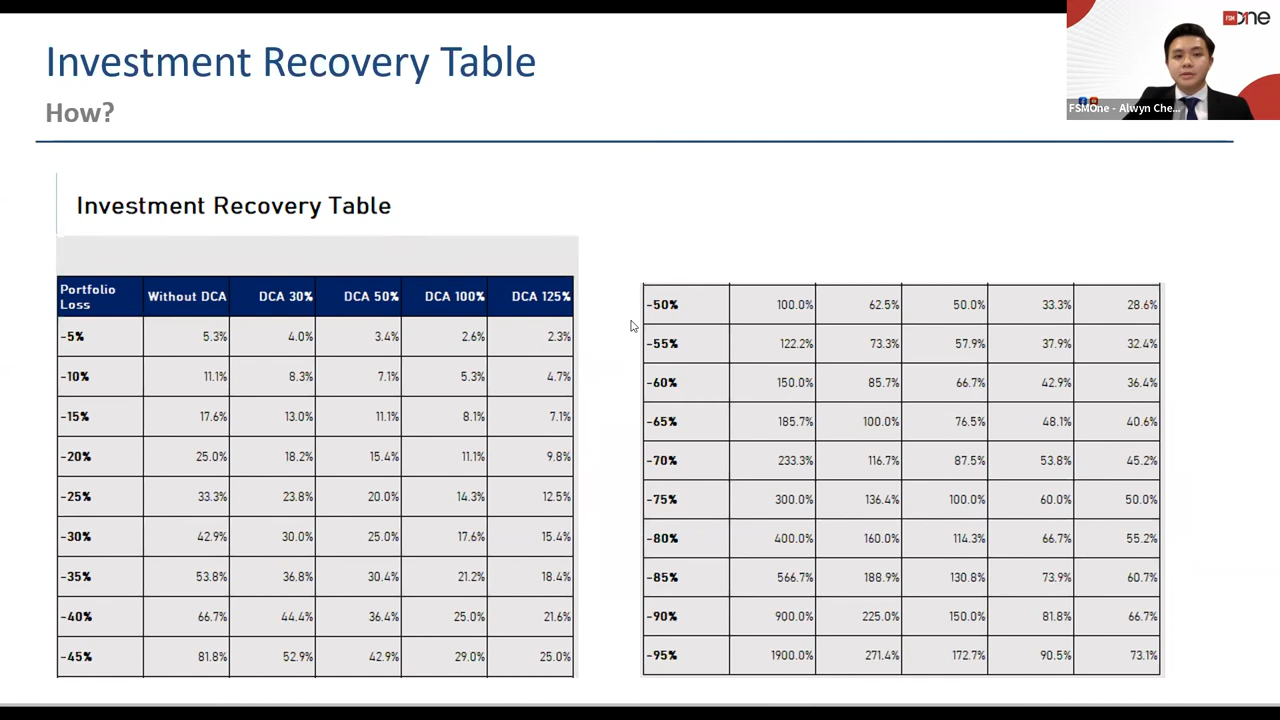 Investment Recovery Table
How?
FSM One
FSMOne - Alwyn Che...
Investment Recovery Table
Portfolio Loss Without DCA DCA 30% DCA 50% DCA 100% DCA 125%
-5% 5.3% 4.0% 3.4% 2.6% 2.3%
-10% 11.1% 8.3% 7.1% 5.3% 4.7%
-15% 17.6% 13.0% 11.1% 8.1% 7.1%
-20% 25.0% 18.2% 15.4% 11.1% 9.8%
-25% 33.3% 23.8% 20.0% 14.3% 12.5%
-30% 42.9% 30.0% 25.0% 17.6% 15.4%
-35% 53.8% 36.8% 30.4% 21.2% 18.4%
-40% 66.7% 44.4% 36.4% 25.0% 21.6%
-45% 81.8% 52.9% 42.9% 29.0% 25.0%
-50% 100.0% 62.5% 50.0% 33.3% 28.6%
-55% 122.2% 73.3% 57.9% 37.9% 32.4%
-60% 150.0% 85.7% 66.7% 42.9% 36.4%
-65% 185.7% 100.0% 76.5% 48.1% 40.6%
-70% 233.3% 116.7% 87.5% 53.8% 45.2%
-75% 300.0% 136.4% 100.0% 60.0% 50.0%
-80% 400.0% 160.0% 114.3% 66.7% 55.2%
-85% 566.7% 188.9% 130.8% 73.9% 60.7%
-90% 900.0% 225.0% 150.0% 81.8% 66.7%
-95% 1900.0% 271.4% 172.7% 90.5% 73.1%